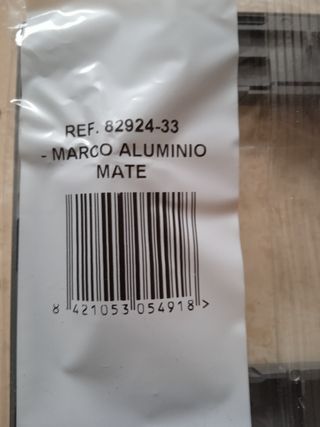 REF. 82924-33
- MARCO ALUMINIO
MATE
8 421053 054918 >